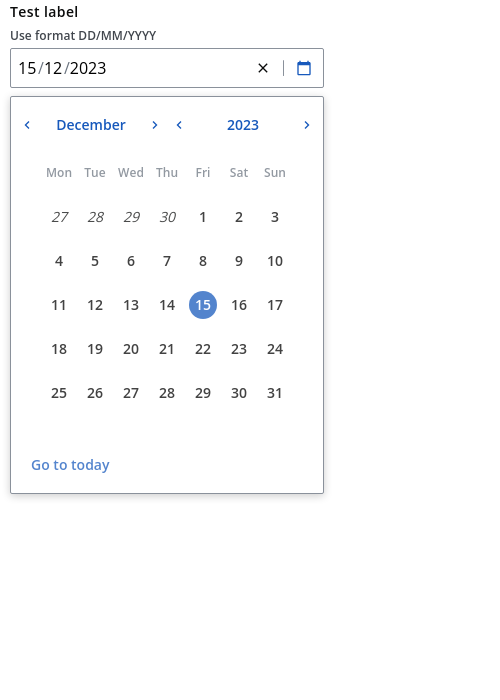 Test label
Use format DD/MM/YYYY
15/12/2023
December 2023
Mon Tue Wed Thu Fri Sat Sun
27 28 29 30 1 2 3
4 5 6 7 8 9 10
11 12 13 14 15 16 17
18 19 20 21 22 23 24
25 26 27 28 29 30 31
Go to today